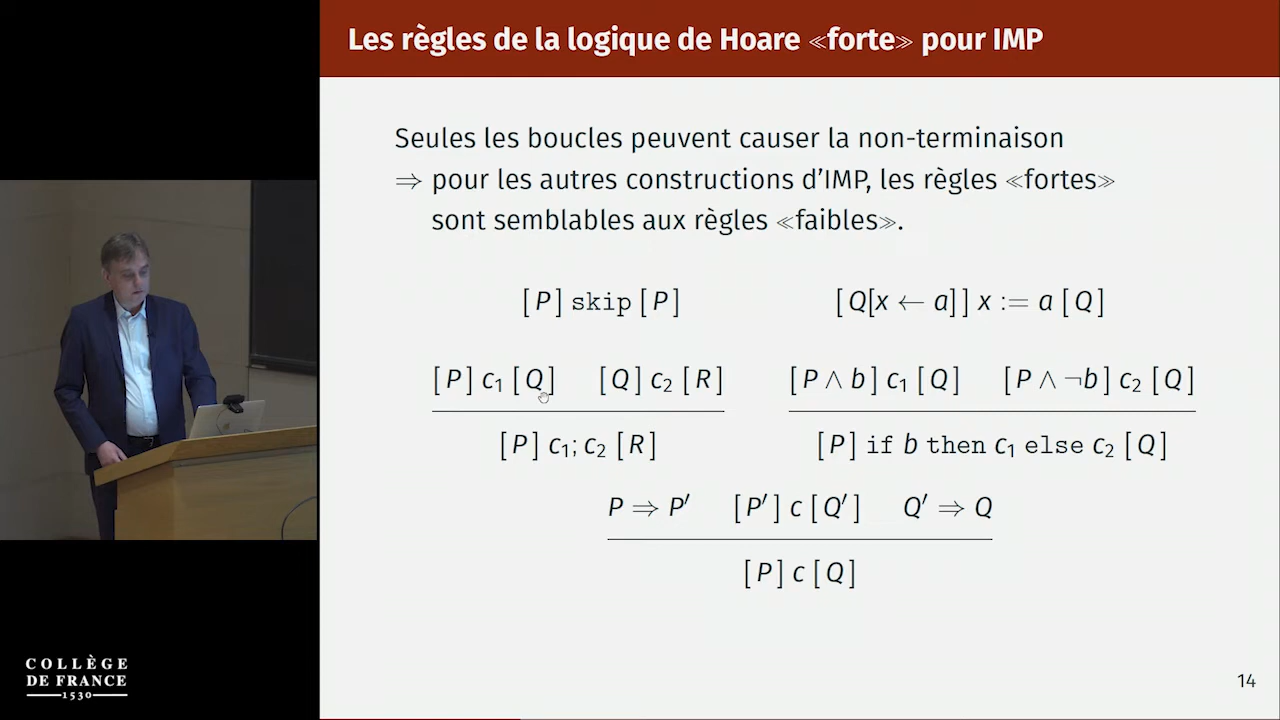 Les règles de la logique de Hoare «forte» pour IMP
Seules les boucles peuvent causer la non-terminaison
⇒ pour les autres constructions d’IMP, les règles «fortes»
sont semblables aux règles «faibles».
[ P ] skip [ P ] [ Q[x ← a] ] x := a [ Q ]
[ P ] c₁ [ Q ] [ Q ] c₂ [ R ] [ P ∧ b ] c₁ [ Q ] [ P ∧ ¬b ] c₂ [ Q ]
[ P ] c₁; c₂ [ R ] [ P ] if b then c₁ else c₂ [ Q ]
P ⇒ P′ [ P′ ] c [ Q′ ] Q′ ⇒ Q
[ P ] c [ Q ]
COLLÈGE
DE FRANCE
1530
14